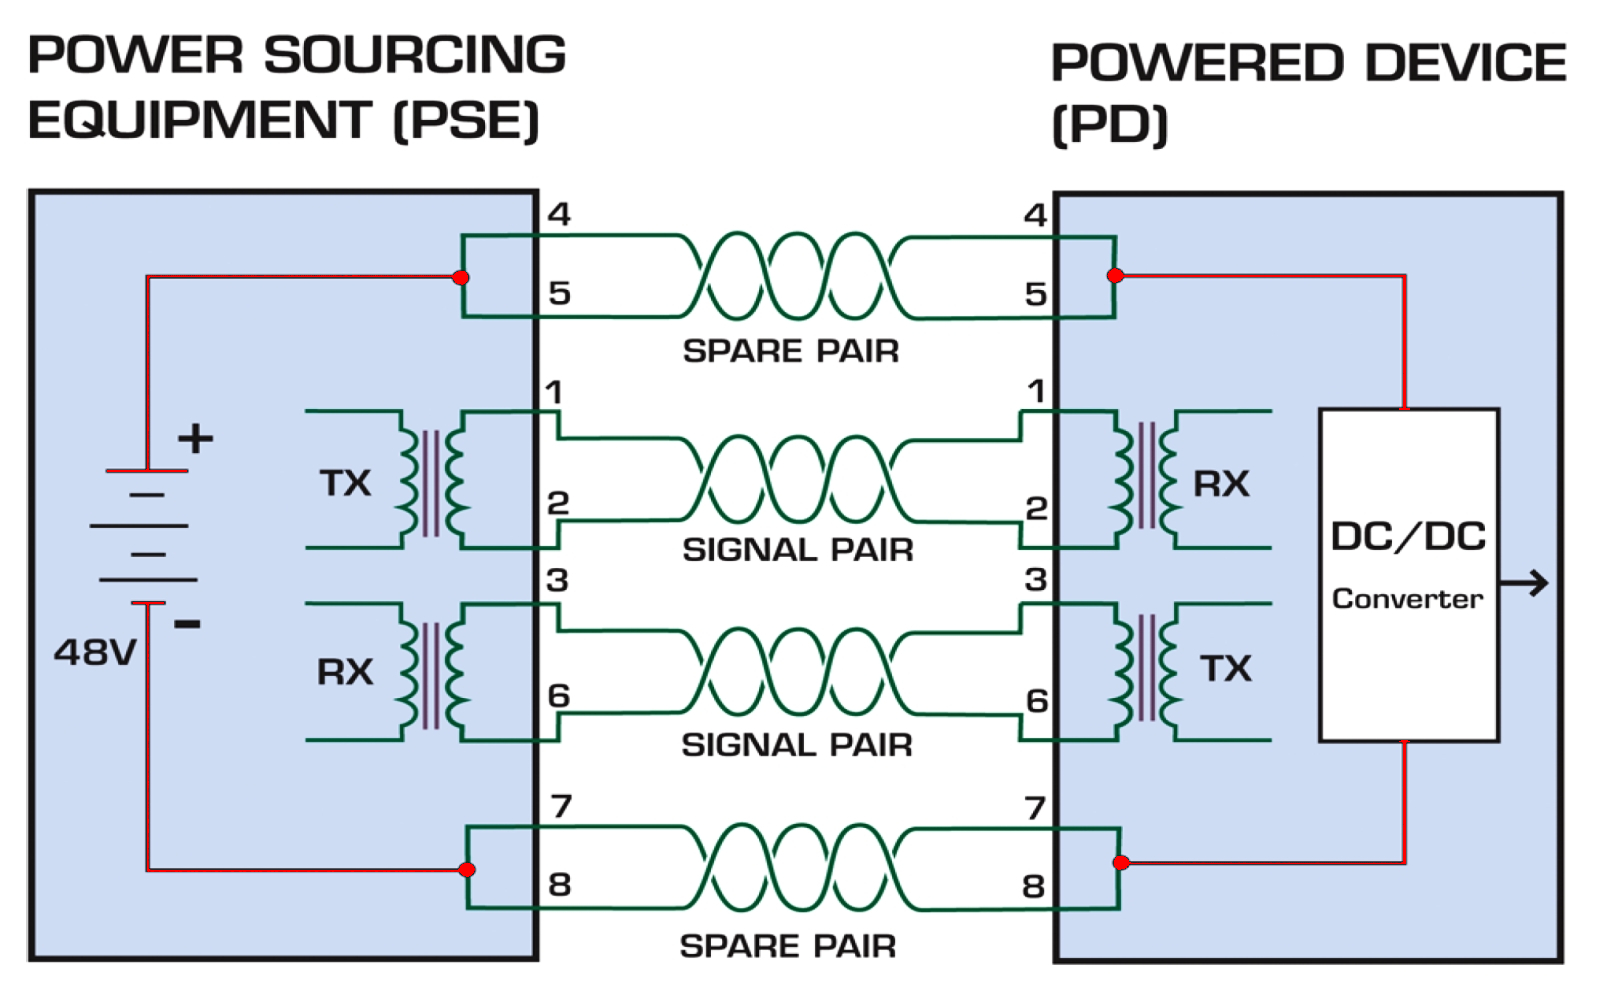 POWER SOURCING
EQUIPMENT (PSE)
POWERED DEVICE
(PD)
4
4
5
5
SPARE PAIR
1
1
+
TX
RX
2
2
SIGNAL PAIR
DC/DC
Converter
3
3
-
48V
RX
TX
6
6
SIGNAL PAIR
7
7
8
8
SPARE PAIR